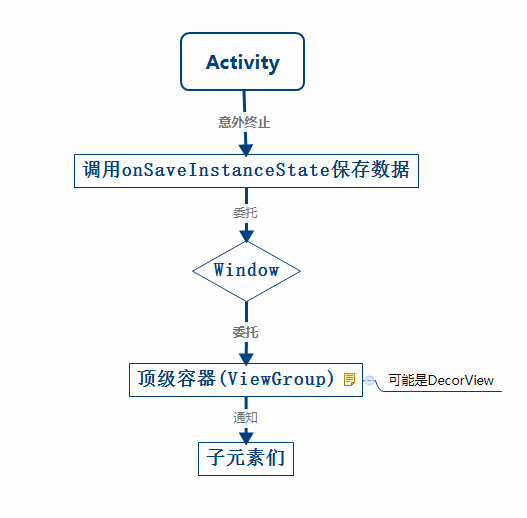 Activity
意外终止
调用onSaveInstanceState保存数据
委托
Window
委托
顶级容器(ViewGroup)
可能是DecorView
通知
子元素们